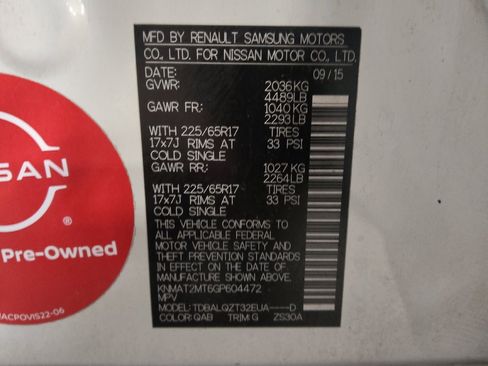 MFD BY RENAULT SAMSUNG MOTORS
CO., LTD. FOR NISSAN MOTOR CO., LTD.
DATE: 09/15
GVWR: 2036KG
4489LB
GAWR FR: 1040 KG
2293LB
WITH 225/65R17 TIRES
17x7J RIMS AT 33 PSI
COLD SINGLE
GAWR RR: 1027 KG
2264LB
WITH 225/65R17 TIRES
17x7J RIMS AT 33 PSI
COLD SINGLE
THIS VEHICLE CONFORMS TO
ALL APPLICABLE FEDERAL
MOTOR VEHICLE SAFETY AND
THEFT PREVENTION STANDARDS
IN EFFECT ON THE DATE OF
MANUFACTURE SHOWN ABOVE.
KNMAT2MT6GP604472
MPV
MODEL: TDBALQZT32EUA----D
COLOR: QAB TRIM: G ZS30A
SSAN
®
Pre-Owned
ACPOVIS22-06